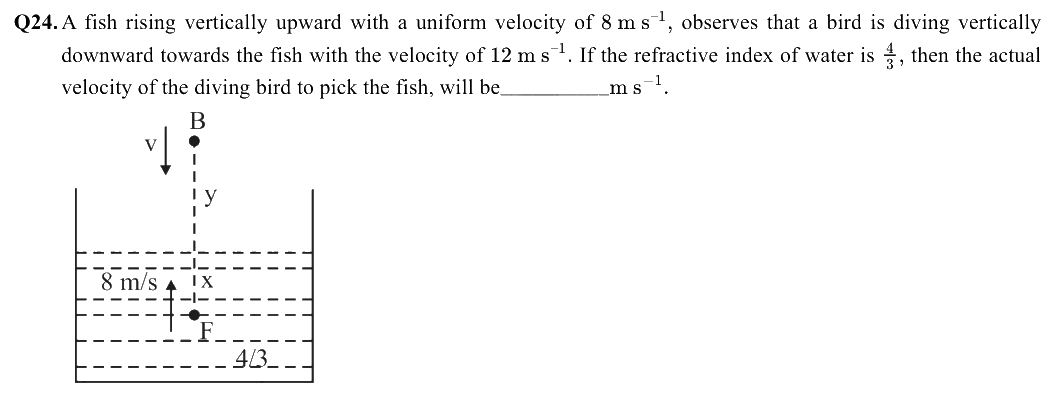 Q24. A fish rising vertically upward with a uniform velocity of 8 m s⁻¹, observes that a bird is diving vertically
downward towards the fish with the velocity of 12 m s⁻¹. If the refractive index of water is 4/3, then the actual
velocity of the diving bird to pick the fish, will be__________m s⁻¹.
B
v
y
8 m/s
x
F
4/3